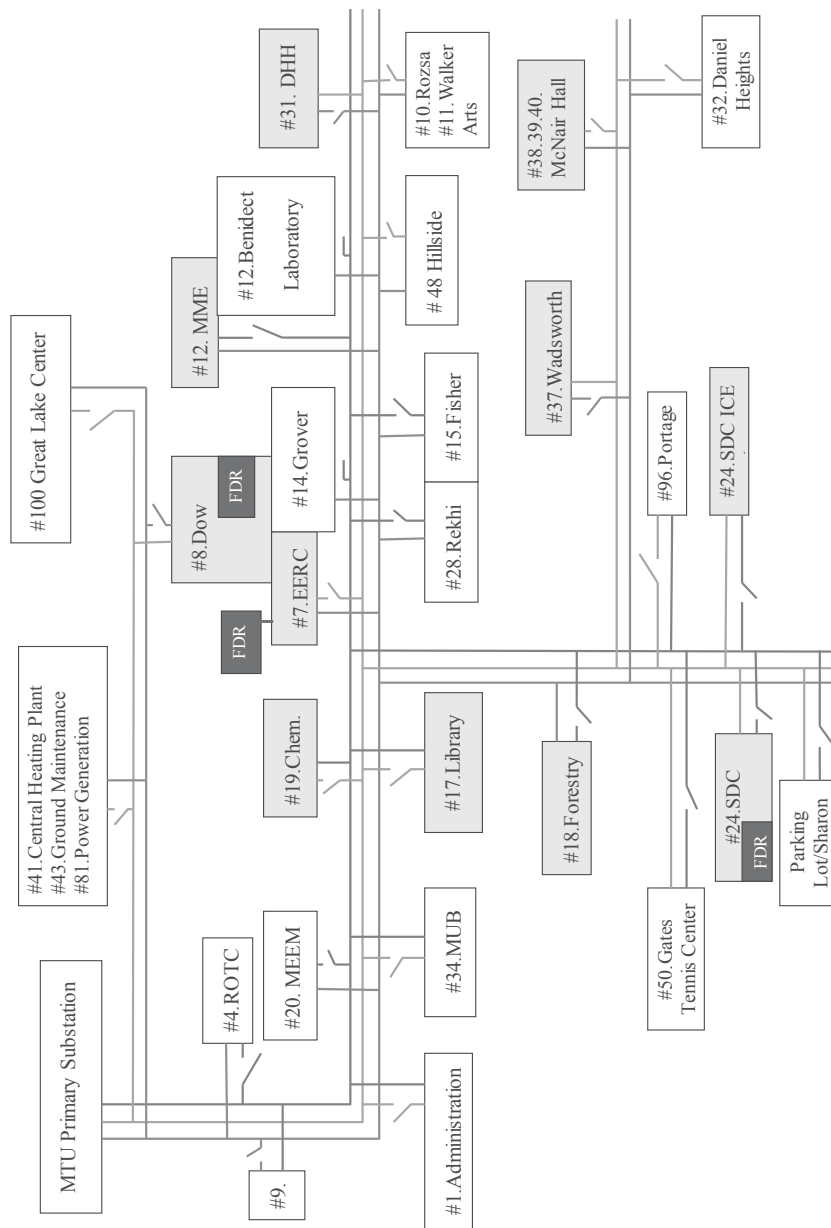 MTU Primary Substation
#41.Central Heating Plant
#43.Ground Maintenance
#81.Power Generation
#100 Great Lake Center
#9.
#4.ROTC
#20. MEEM
#19.Chem.
FDR
#7.EERC
#8.Dow
FDR
#14.Grover
#12. MME
#12.Benidect
Laboratory
#31. DHH
#1.Administration
#34.MUB
#17.Library
#28.Rekhi
#15.Fisher
# 48 Hillside
#10.Rozsa
#11.Walker
Arts
#18.Forestry
#37.Wadsworth
#38.39.40.
McNair Hall
#50.Gates
Tennis Center
#24.SDC
FDR
Parking
Lot/Sharon
#96.Portage
#24.SDC ICE
#32.Daniel
Heights